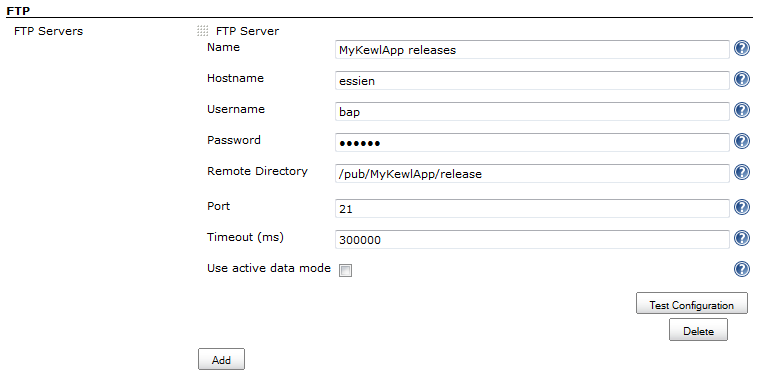 FTP
FTP Servers
FTP Server
Name MyKewlApp releases
Hostname essien
Username bap
Password ••••••
Remote Directory /pub/MyKewlApp/release
Port 21
Timeout (ms) 300000
Use active data mode
Test Configuration
Delete
Add